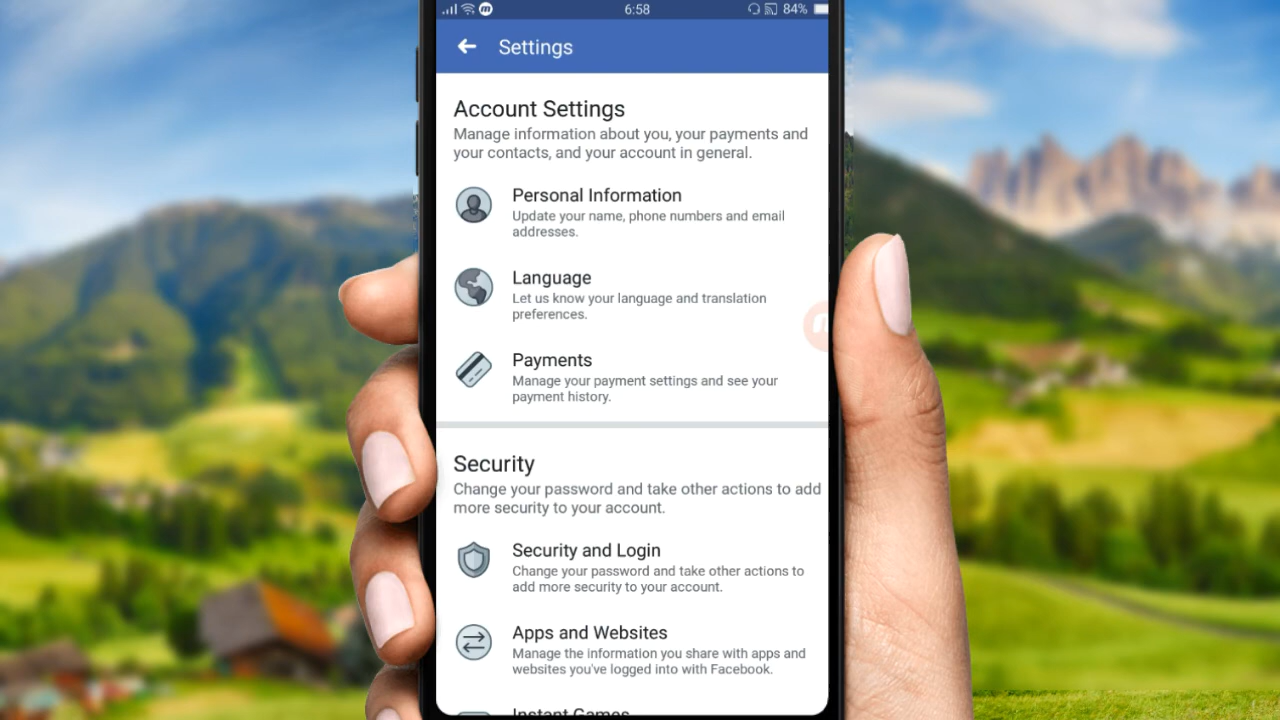 6:58
84%
Settings
Account Settings
Manage information about you, your payments and
your contacts, and your account in general.
Personal Information
Update your name, phone numbers and email
addresses.
Language
Let us know your language and translation
preferences.
Payments
Manage your payment settings and see your
payment history.
Security
Change your password and take other actions to add
more security to your account.
Security and Login
Change your password and take other actions to
add more security to your account.
Apps and Websites
Manage the information you share with apps and
websites you've logged into with Facebook.
Instant Games